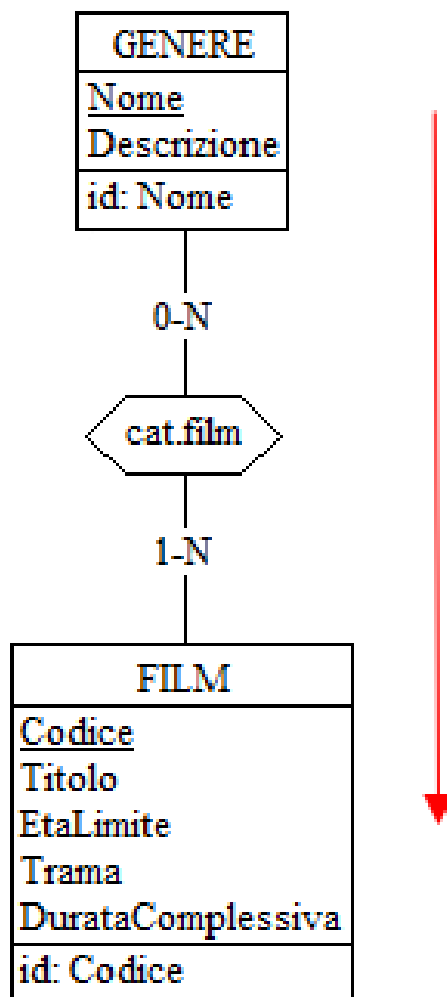 GENERE
Nome
Descrizione
id: Nome
0-N
cat.film
1-N
FILM
Codice
Titolo
EtaLimite
Trama
DurataComplessiva
id: Codice